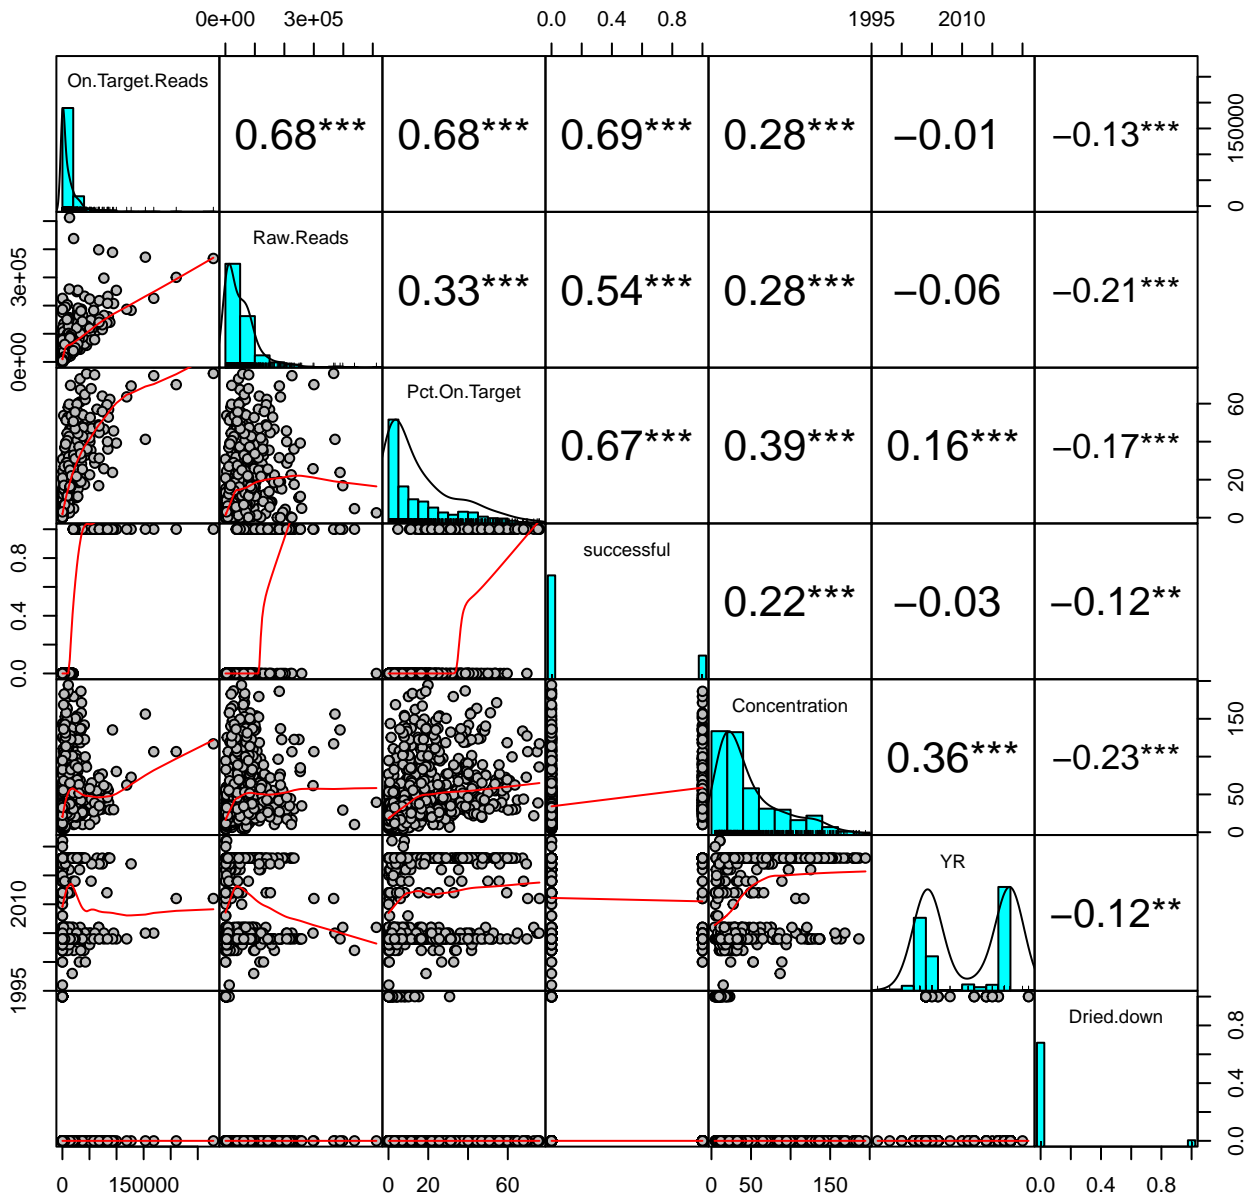 0e+00 3e+05 0.0 0.4 0.8 1995 2010
On.Target.Reads
0.68*** 0.68*** 0.69*** 0.28*** −0.01 −0.13***
0 150000
Raw.Reads
0.33*** 0.54*** 0.28*** −0.06 −0.21***
0e+00 3e+05
Pct.On.Target
0.67*** 0.39*** 0.16*** −0.17***
20 60
0
successful
0.22*** −0.03 −0.12**
0.0 0.4 0.8
Concentration
0.36*** −0.23***
0 50 150
YR
−0.12**
1995 2010
Dried.down
0.0 0.4 0.8
0 150000 0 20 60 0 50 150 0.0 0.4 0.8